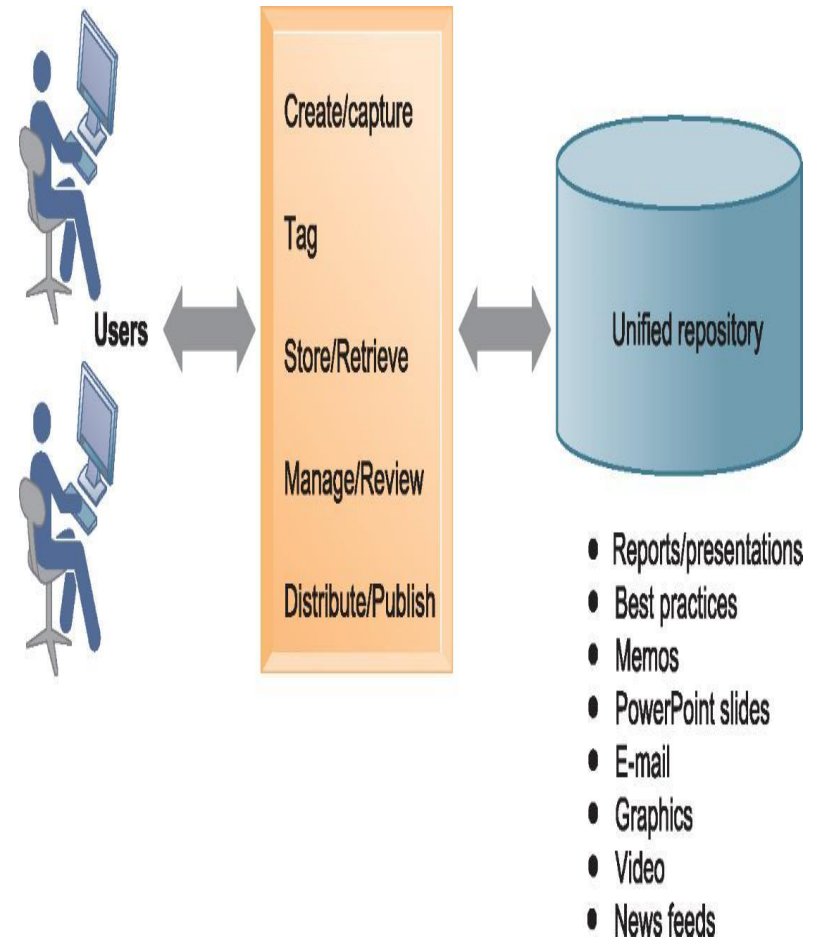 Users
Create/capture
Tag
Store/Retrieve
Manage/Review
Distribute/Publish
Unified repository
• Reports/presentations
• Best practices
• Memos
• PowerPoint slides
• E-mail
• Graphics
• Video
• News feeds